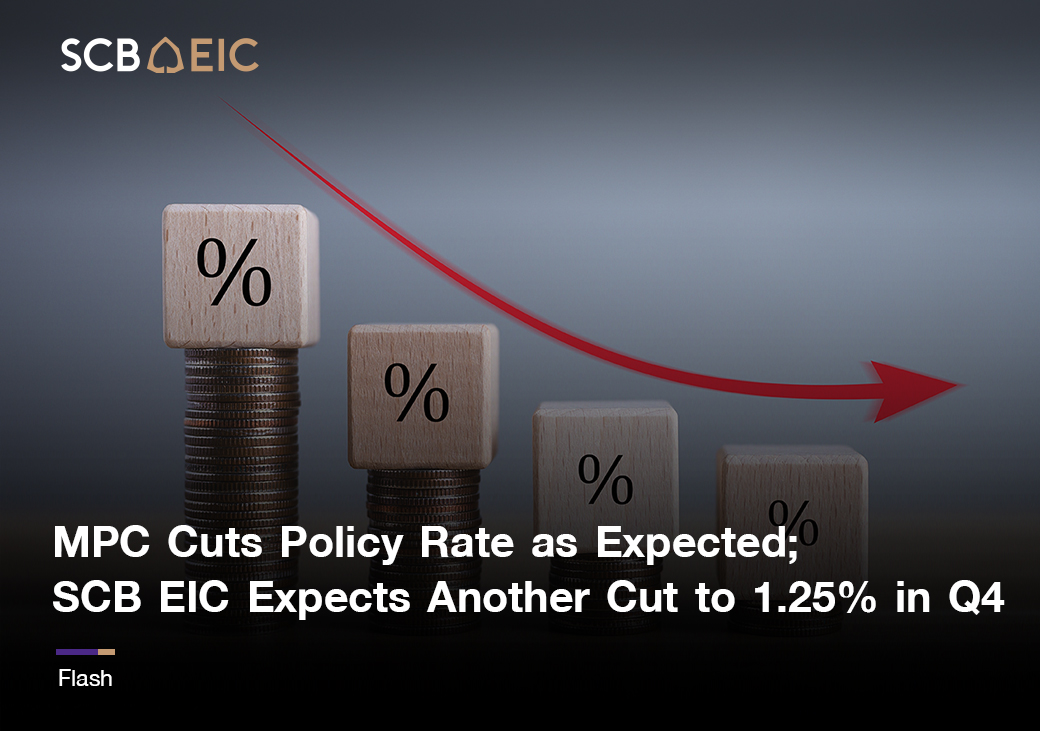 SCB EIC
%
%
%
%
MPC Cuts Policy Rate as Expected;
SCB EIC Expects Another Cut to 1.25% in Q4
Flash